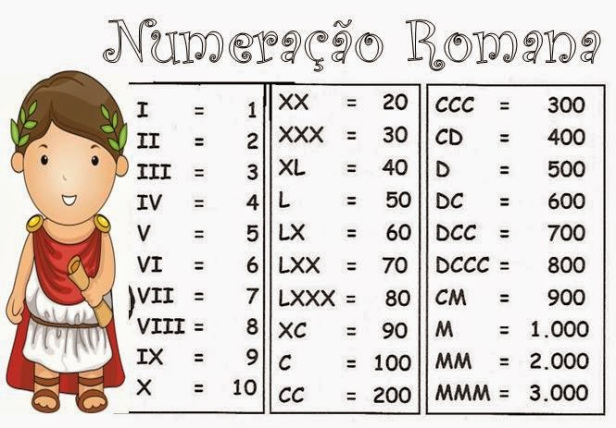 Numeração Romana
I = 1
II = 2
III = 3
IV = 4
V = 5
VI = 6
VII = 7
VIII = 8
IX = 9
X = 10
XX = 20
XXX = 30
XL = 40
L = 50
LX = 60
LXX = 70
LXXX = 80
XC = 90
C = 100
CC = 200
CCC = 300
CD = 400
D = 500
DC = 600
DCC = 700
DCCC = 800
CM = 900
M = 1.000
MM = 2.000
MMM = 3.000